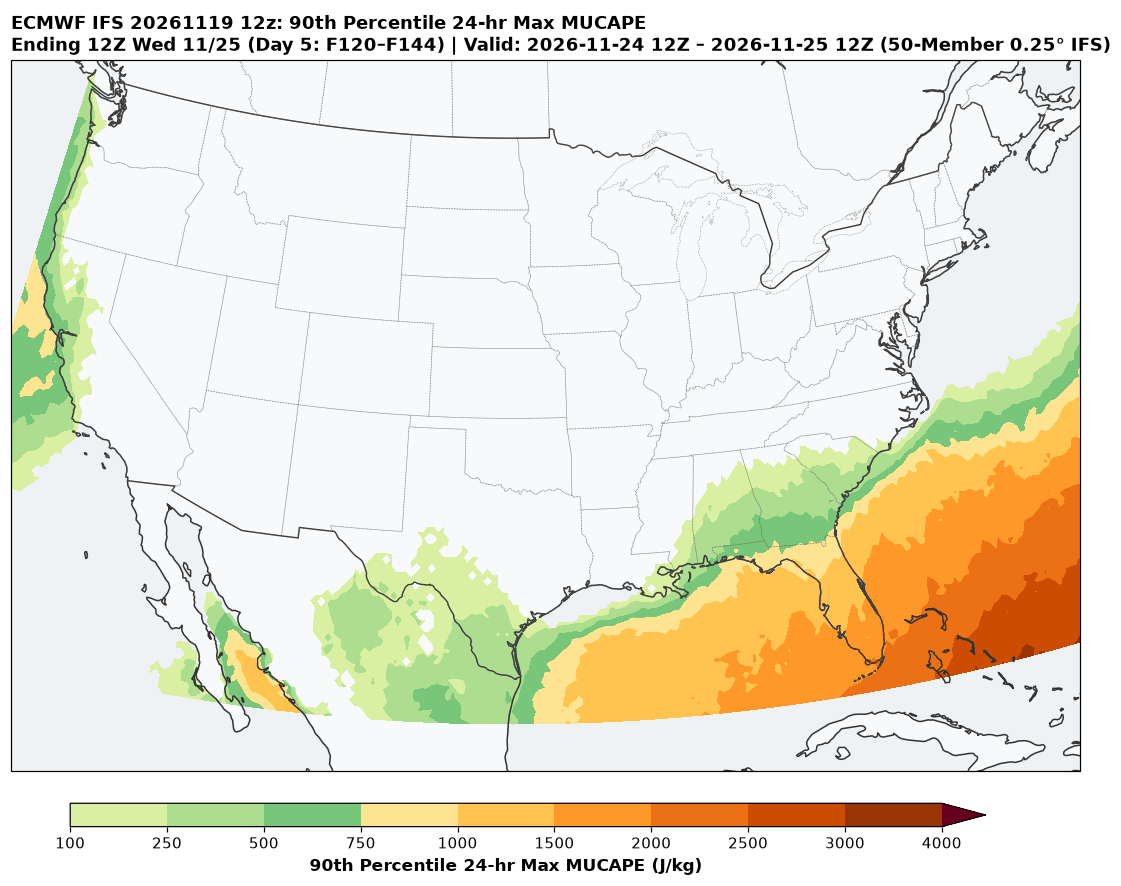 ECMWF IFS 20261119 12z: 90th Percentile 24-hr Max MUCAPE
Ending 12Z Wed 11/25 (Day 5: F120–F144) | Valid: 2026-11-24 12Z – 2026-11-25 12Z (50-Member 0.25° IFS)
100 250 500 750 1000 1500 2000 2500 3000 4000
90th Percentile 24-hr Max MUCAPE (J/kg)